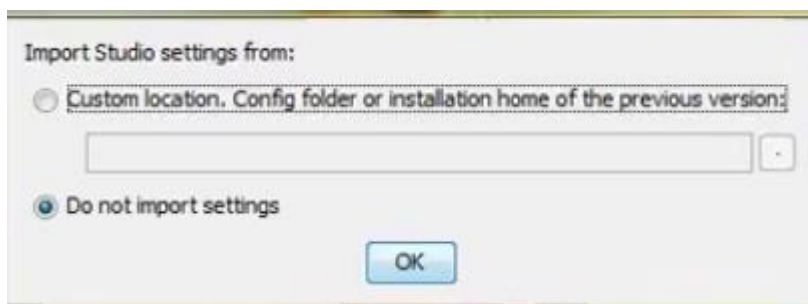 Import Studio settings from:
Custom location. Config folder or installation home of the previous version:
Do not import settings
OK